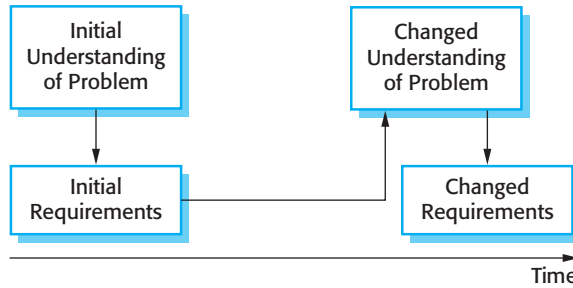 Initial
Understanding
of Problem
Changed
Understanding
of Problem
Initial
Requirements
Changed
Requirements
Time